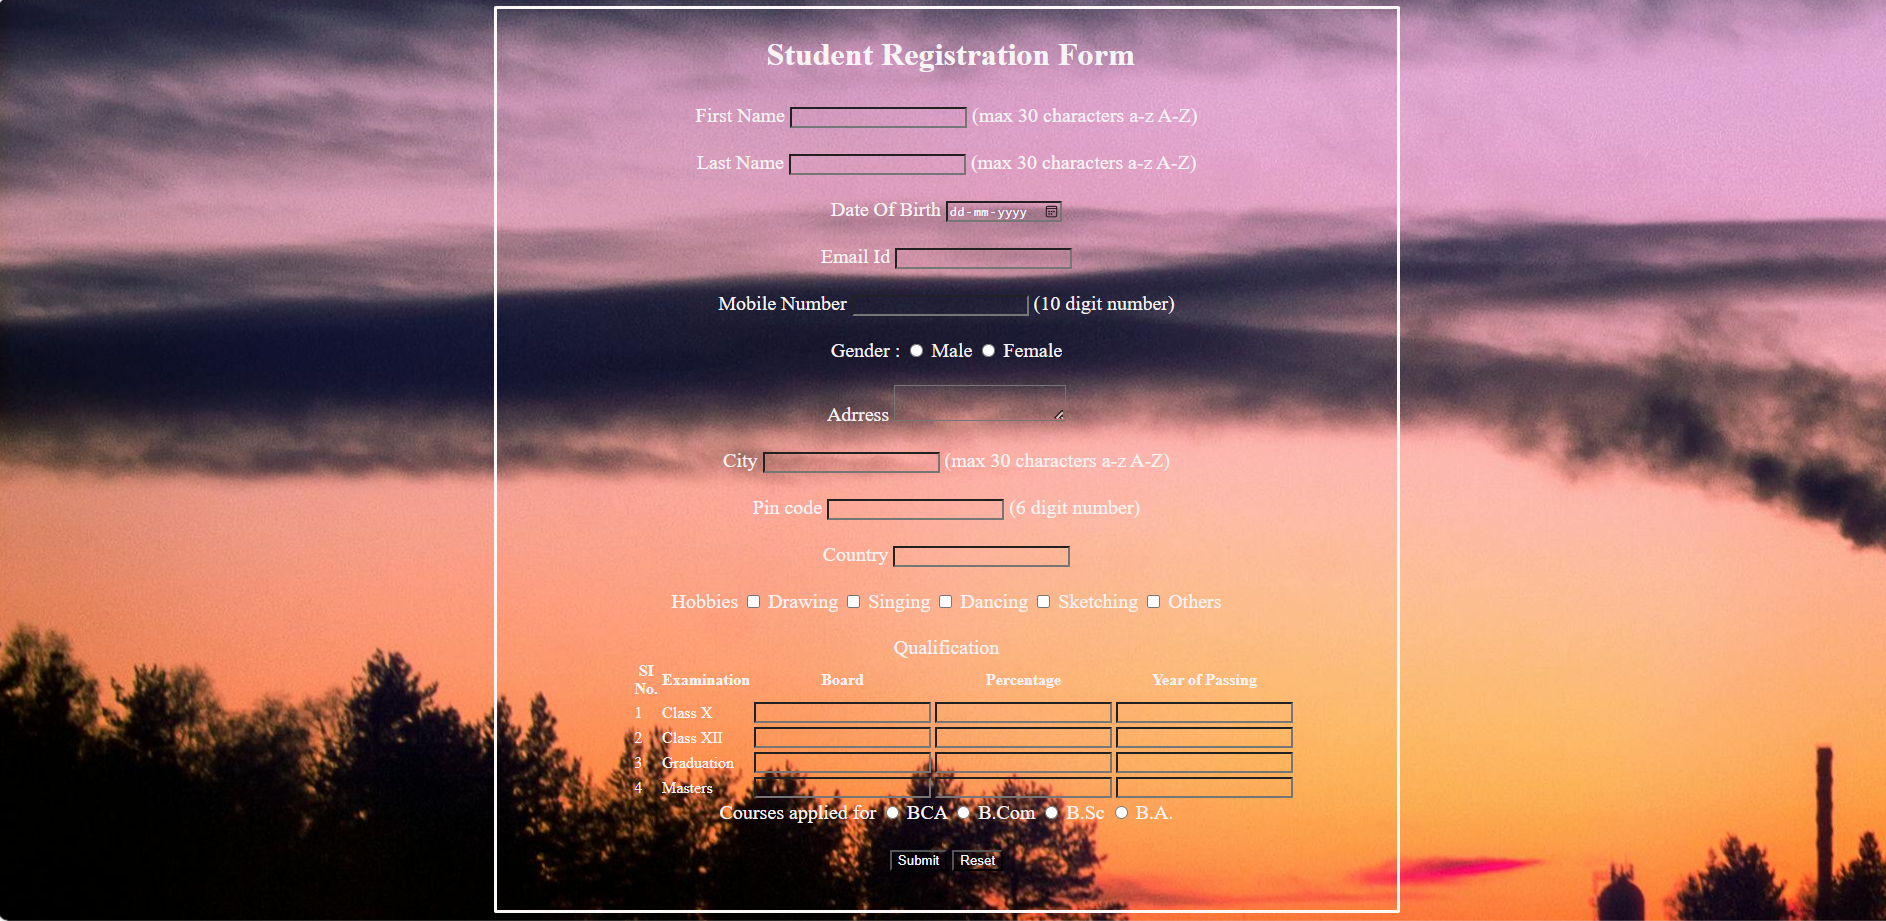 Student Registration Form
First Name (max 30 characters a-z A-Z)
Last Name (max 30 characters a-z A-Z)
Date Of Birth dd-mm-yyyy
Email Id
Mobile Number (10 digit number)
Gender : Male Female
Adrress
City (max 30 characters a-z A-Z)
Pin code (6 digit number)
Country
Hobbies Drawing Singing Dancing Sketching Others
Qualification
SI No. Examination Board Percentage Year of Passing
1 Class X
2 Class XII
3 Graduation
4 Masters
Courses applied for BCA B.Com B.Sc B.A.
Submit Reset